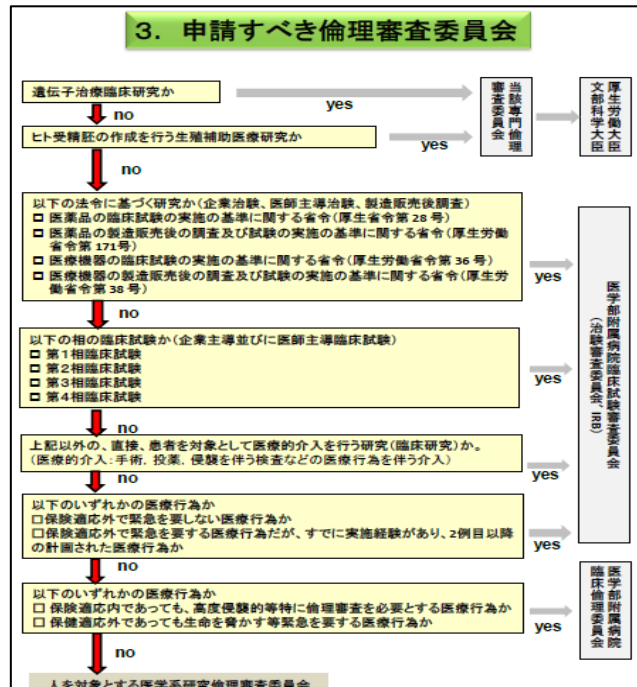 3. 申請すべき倫理審査委員会
遺伝子治療臨床研究か
yes
no
ヒト受精胚の作成を行う生殖補助医療研究か
yes
no
当該専門倫理
審査委員会
厚生労働大臣
文部科学大臣
以下の法令に基づく研究か(企業治験、医師主導治験、製造販売後調査)
□ 医薬品の臨床試験の実施の基準に関する省令(厚生省令第28号)
□ 医薬品の製造販売後の調査及び試験の実施の基準に関する省令(厚生労働
省令第171号)
□ 医療機器の臨床試験の実施の基準に関する省令(厚生労働省令第36号)
□ 医療機器の製造販売後の調査及び試験の実施の基準に関する省令(厚生労
働省令第38号)
yes
no
以下の相の臨床試験か(企業主導並びに医師主導臨床試験)
□ 第1相臨床試験
□ 第2相臨床試験
□ 第3相臨床試験
□ 第4相臨床試験
yes
no
上記以外の、直接、患者を対象として医療的介入を行う研究(臨床研究)か。
(医療的介入:手術、投薬、侵襲を伴う検査などの医療行為を伴う介入)
yes
no
以下のいずれかの医療行為か
□保険適応外で緊急を要しない医療行為か
□保険適応外で緊急を要する医療行為だが、すでに実施経験があり、2例目以降
の計画された医療行為か
yes
no
医学部附属病院臨床試験審査委員会
(治験審査委員会、IRB)
以下のいずれかの医療行為か
□ 保険適応内であっても、高度侵襲的等特に倫理審査を必要とする医療行為か
□ 保健適応外であっても生命を脅かす等緊急を要する医療行為か
yes
no
医学部附属病院
臨床倫理委員会
人を対象とする医学系研究倫理審査委員会